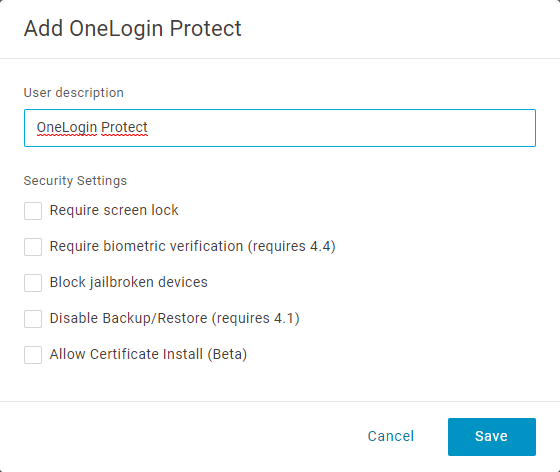 Add OneLogin Protect
User description
OneLogin Protect
Security Settings
Require screen lock
Require biometric verification (requires 4.4)
Block jailbroken devices
Disable Backup/Restore (requires 4.1)
Allow Certificate Install (Beta)
Cancel
Save